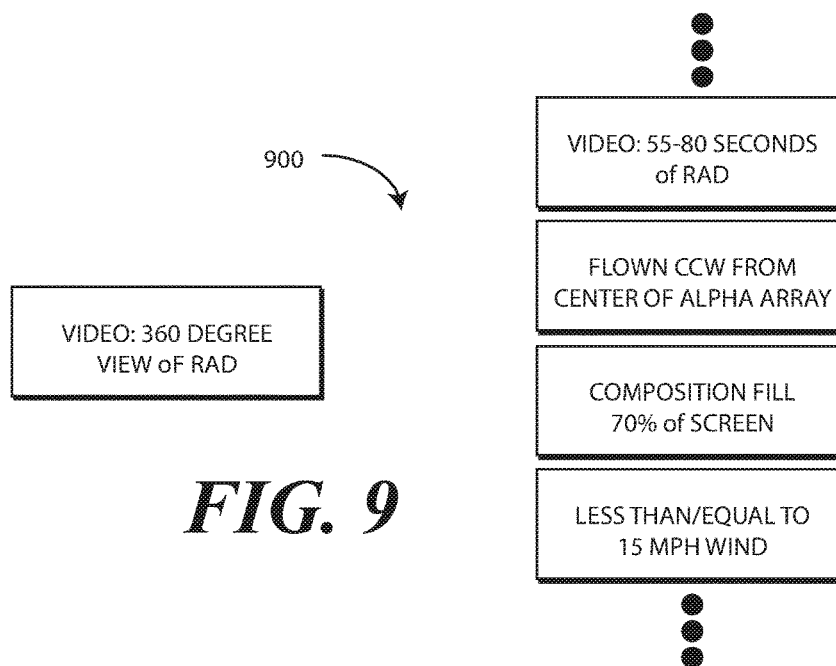 900
VIDEO: 360 DEGREE
VIEW oF RAD
FIG. 9
VIDEO: 55-80 SECONDS
of RAD
FLOWN CCW FROM
CENTER OF ALPHA ARRAY
COMPOSITION FILL
70% of SCREEN
LESS THAN/EQUAL TO
15 MPH WIND